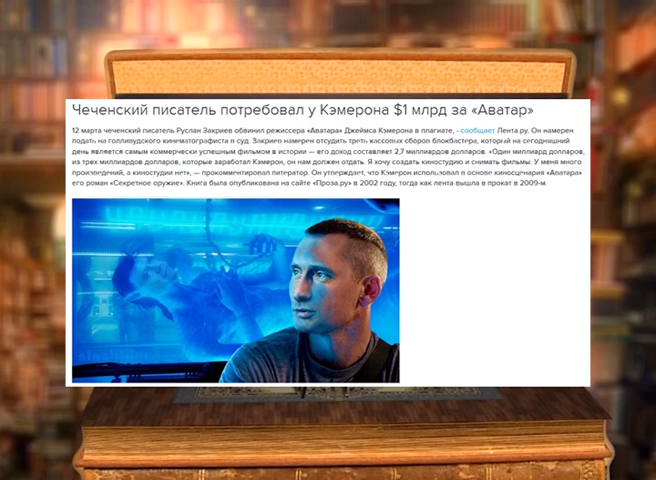 Чеченский писатель потребовал у Кэмерона $1 млрд за «Аватар»
12 марта чеченский писатель Руслан Закриев обвинил режиссера «Аватара» Джеймса Кэмерона в плагиате, - сообщает Лента.ру. Он намерен
подать на голливудского кинематографиста в суд. Закриев намерен отсудить треть кассовых сборов блокбастера, который на сегодняшний
день является самым коммерчески успешным фильмом в истории — его доход составляет 2,7 миллиардов долларов. «Один миллиард долларов,
из трех миллиардов долларов, которые заработал Кэмерон, он нам должен отдать. Я хочу создать киностудию и снимать фильмы. У меня много
произведений, а киностудии нет», — прокомментировал литератор. Он утверждает, что Кэмерон использовал в основе киносценария «Аватара»
его роман «Секретное оружие». Книга была опубликована на сайте «Проза.ру» в 2002 году, тогда как лента вышла в прокат в 2009-м.